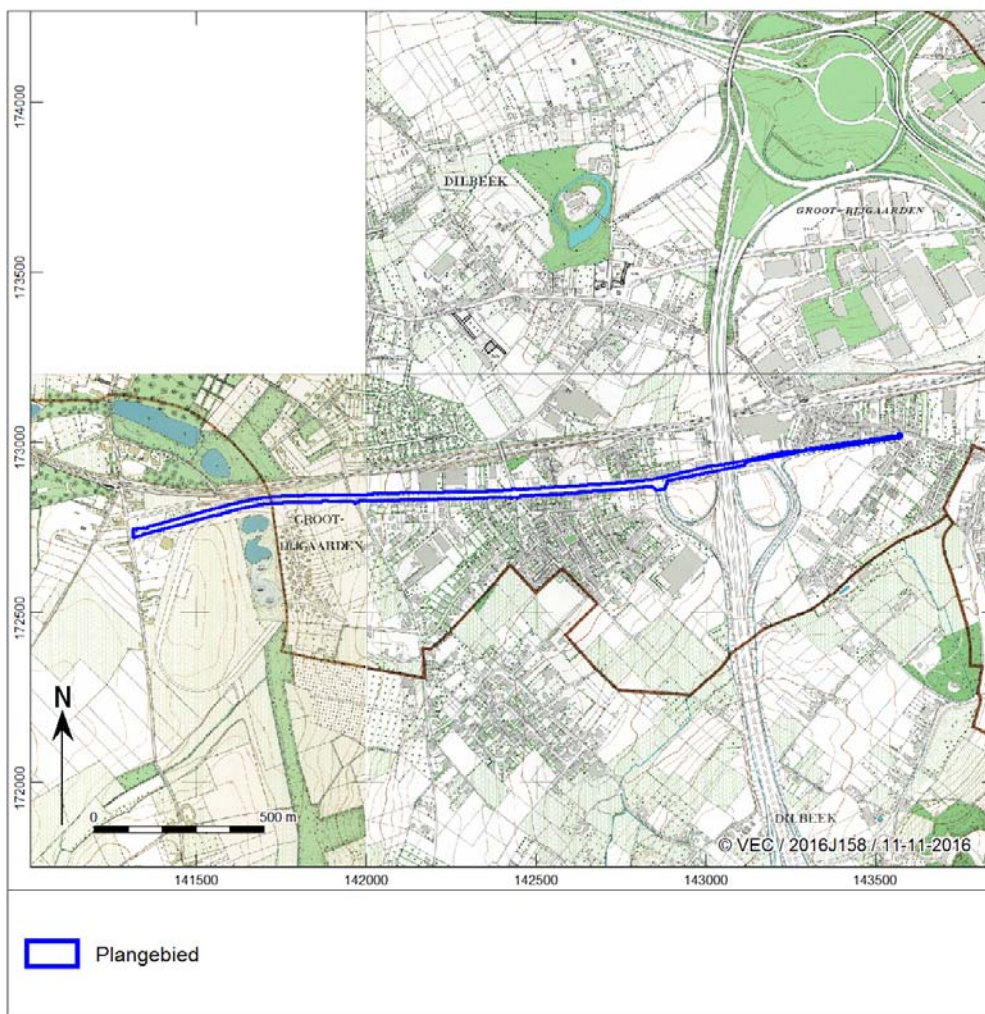 174000
173500
173000
172500
172000
DILBEEK
GROOT-BIJGAARDEN
GROOT-
BIJGAARDEN
N
0 500 m
DILBEEK
© VEC / 2016J158 / 11-11-2016
141500 142000 142500 143000 143500
Plangebied